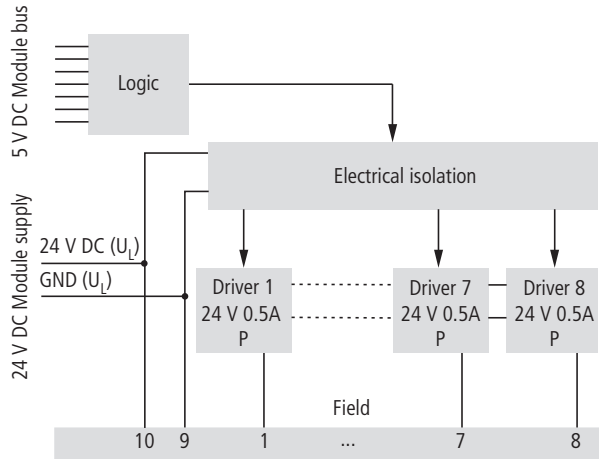 5 V DC Module bus
Logic
Electrical isolation
24 V DC Module supply
24 V DC (UL)
GND (UL)
Driver 1
24 V 0.5A
P
Driver 7
24 V 0.5A
P
Driver 8
24 V 0.5A
P
Field
10 9 1 ... 7 8